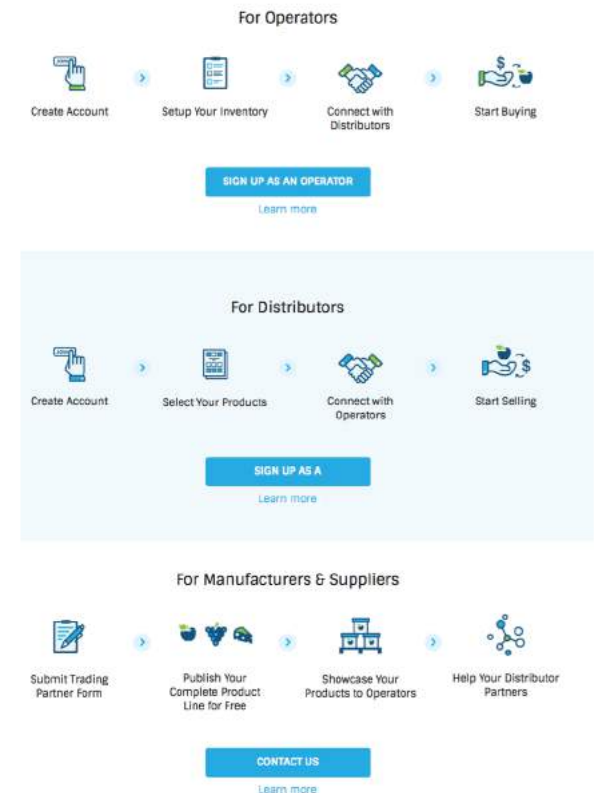 For Operators
Create Account
Setup Your Inventory
Connect with
Distributors
Start Buying
SIGN UP AS AN OPERATOR
Learn more
For Distributors
Create Account
Select Your Products
Connect with
Operators
Start Selling
SIGN UP AS A
Learn more
For Manufacturers & Suppliers
Submit Trading
Partner Form
Publish Your
Complete Product
Line for Free
Showcase Your
Products to Operators
Help Your Distributor
Partners
CONTACT US
Learn more